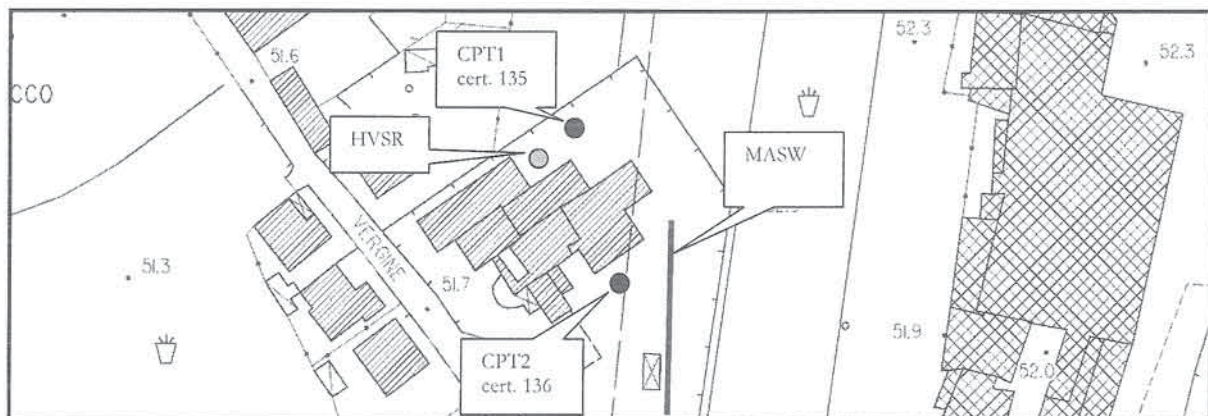 52.3
52.3
51.6
CPT1
cert. 135
CCO
HVSR
MASW
VERGINE
51.3
51.7
51.9
CPT2
cert. 136
52.0